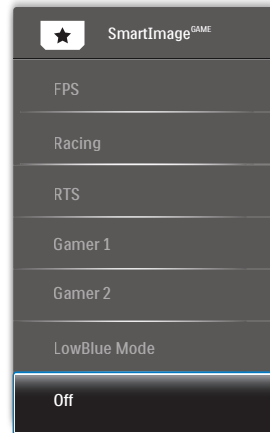 SmartImageGAME
FPS
Racing
RTS
Gamer 1
Gamer 2
LowBlue Mode
Off